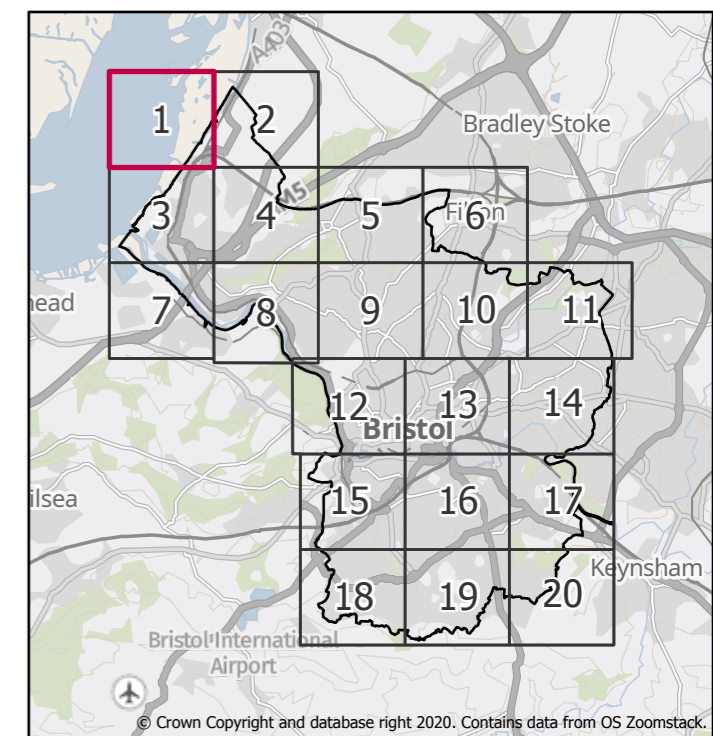 A403
1
2
Bradley Stoke
M5
3
4
5
Filton
6
head
7
8
9
10
11
12
13
14
Bristol
ilsea
15
16
17
Keynsham
18
19
20
Bristol International
Airport
© Crown Copyright and database right 2020. Contains data from OS Zoomstack.